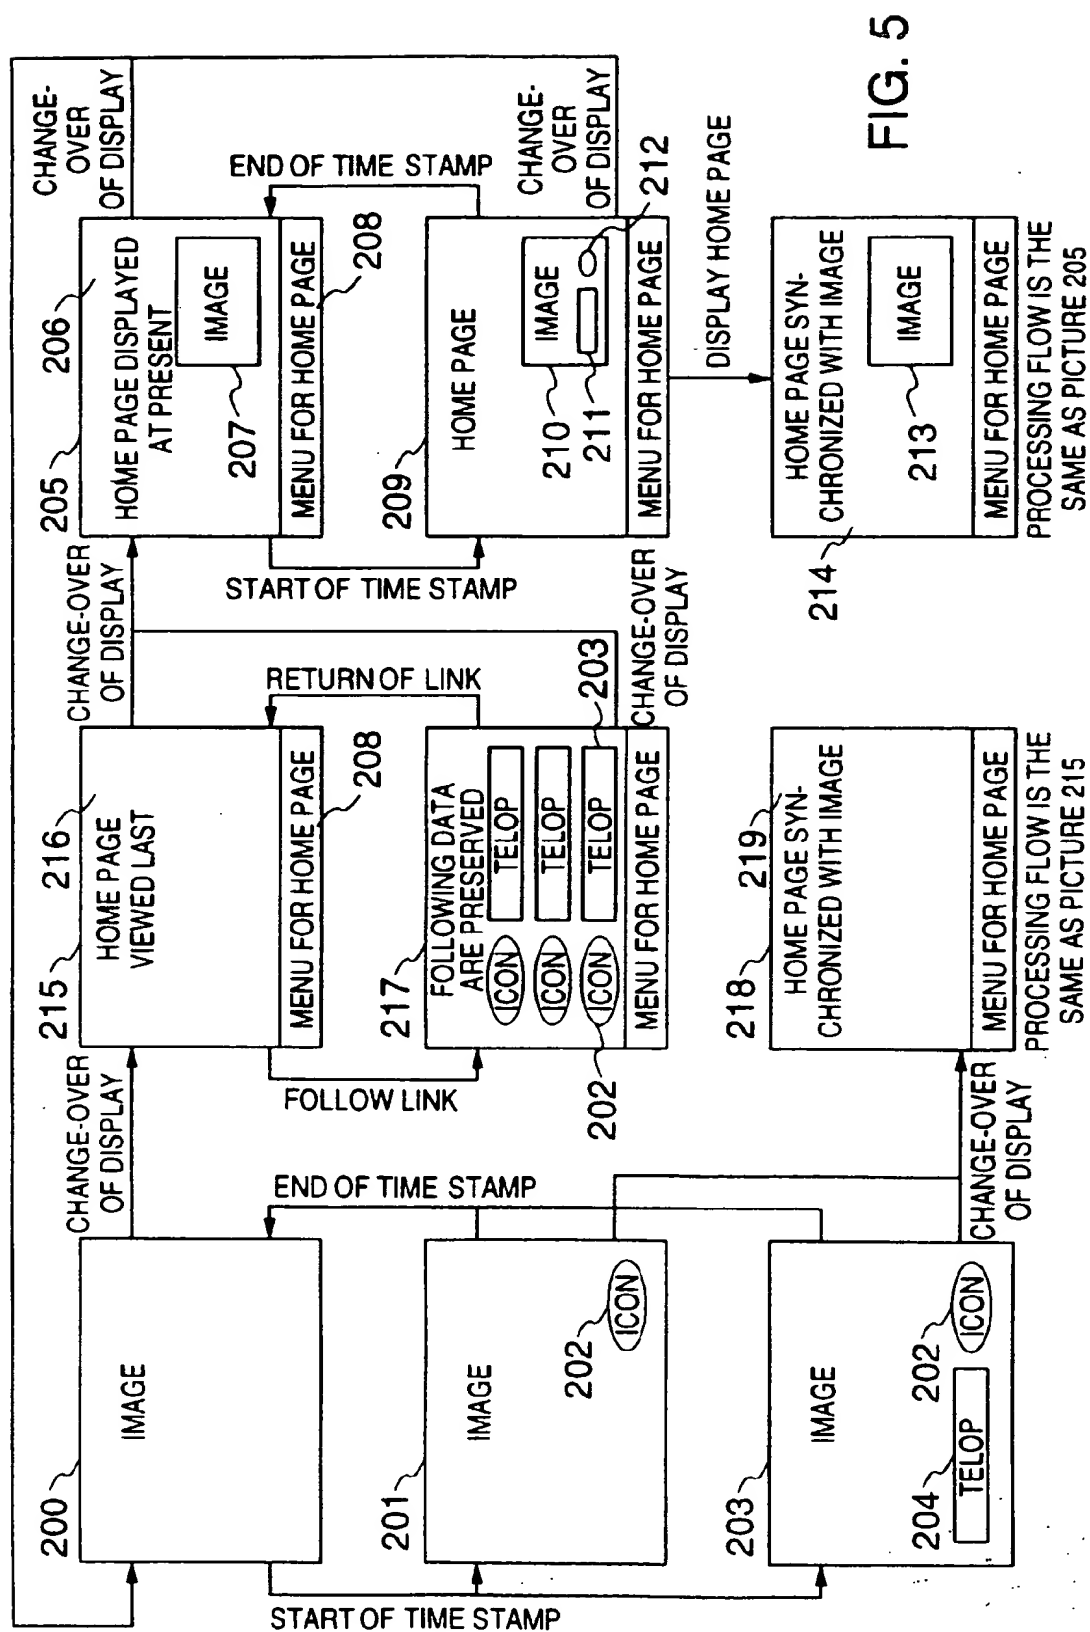 FIG. 5
CHANGE-
OVER
OF DISPLAY
206
205
HOME PAGE DISPLAYED
AT PRESENT
IMAGE
207
MENU FOR HOME PAGE
208
START OF TIME STAMP
END OF TIME STAMP
CHANGE-
OVER
OF DISPLAY
209
HOME PAGE
IMAGE
210
211
212
MENU FOR HOME PAGE
DISPLAY HOME PAGE
HOME PAGE SYN-
CHRONIZED WITH IMAGE
214
IMAGE
213
MENU FOR HOME PAGE
PROCESSING FLOW IS THE
SAME AS PICTURE 205
CHANGE-OVER
OF DISPLAY
216
215
HOME PAGE
VIEWED LAST
MENU FOR HOME PAGE
208
FOLLOW LINK
RETURN OF LINK
217
FOLLOWING DATA
ARE PRESERVED
ICON
TELOP
ICON
TELOP
ICON
TELOP
202
203
MENU FOR HOME PAGE
CHANGE-OVER
OF DISPLAY
218
219
HOME PAGE SYN-
CHRONIZED WITH IMAGE
MENU FOR HOME PAGE
PROCESSING FLOW IS THE
SAME AS PICTURE 215
CHANGE-OVER
OF DISPLAY
200
IMAGE
START OF TIME STAMP
END OF TIME STAMP
201
IMAGE
202
ICON
203
IMAGE
204
TELOP
202
ICON
CHANGE-OVER
OF DISPLAY